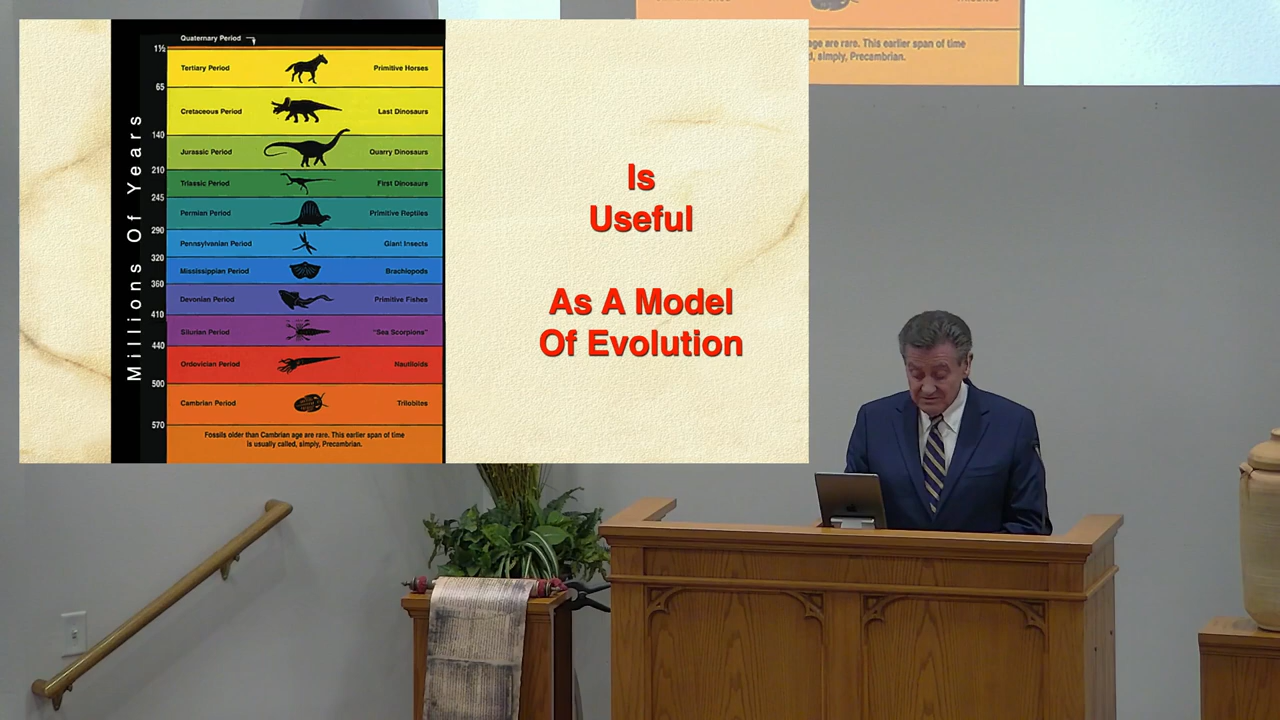 Quaternary Period
1½
Tertiary Period Primitive Horses
65
Cretaceous Period Last Dinosaurs
140
Jurassic Period Quarry Dinosaurs
210
Triassic Period First Dinosaurs
245
Permian Period Primitive Reptiles
290
Pennsylvanian Period Giant Insects
320
Mississippian Period Brachiopods
360
Devonian Period Primitive Fishes
410
Silurian Period "Sea Scorpions"
440
Ordovician Period Nautiloids
500
Cambrian Period Trilobites
570
Fossils older than Cambrian age are rare. This earlier span of time
is usually called, simply, Precambrian.
Millions Of Years
Is
Useful
As A Model
Of Evolution
age are rare. This earlier span of time
d, simply, Precambrian.